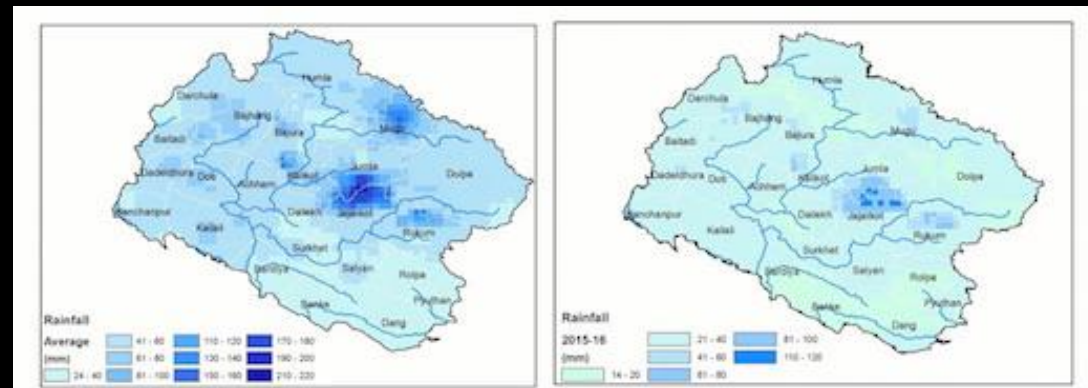 Humla
Darchula
Bajhang
Mugu
Baitadi
Bajura
Jumla
Dadeldhura
Doti
Kalikot
Dolpa
Achham
Kanchanpur
Dailekh
Jajarkot
Kailali
Rukum
Surkhet
Bardiya
Salyan
Rolpa
Pyuthan
Banke
Dang
Rainfall
Average
(mm)
24 - 40
41 - 60
61 - 80
81 - 100
110 - 120
130 - 140
150 - 160
170 - 180
190 - 200
210 - 220
Humla
Darchula
Bajhang
Mugu
Baitadi
Bajura
Jumla
Dadeldhura
Doti
Kalikot
Dolpa
Achham
Kanchanpur
Dailekh
Jajarkot
Kailali
Rukum
Surkhet
Bardiya
Salyan
Rolpa
Pyuthan
Banke
Dang
Rainfall
2015-16
(mm)
14 - 20
21 - 40
41 - 60
61 - 80
81 - 100
110 - 120